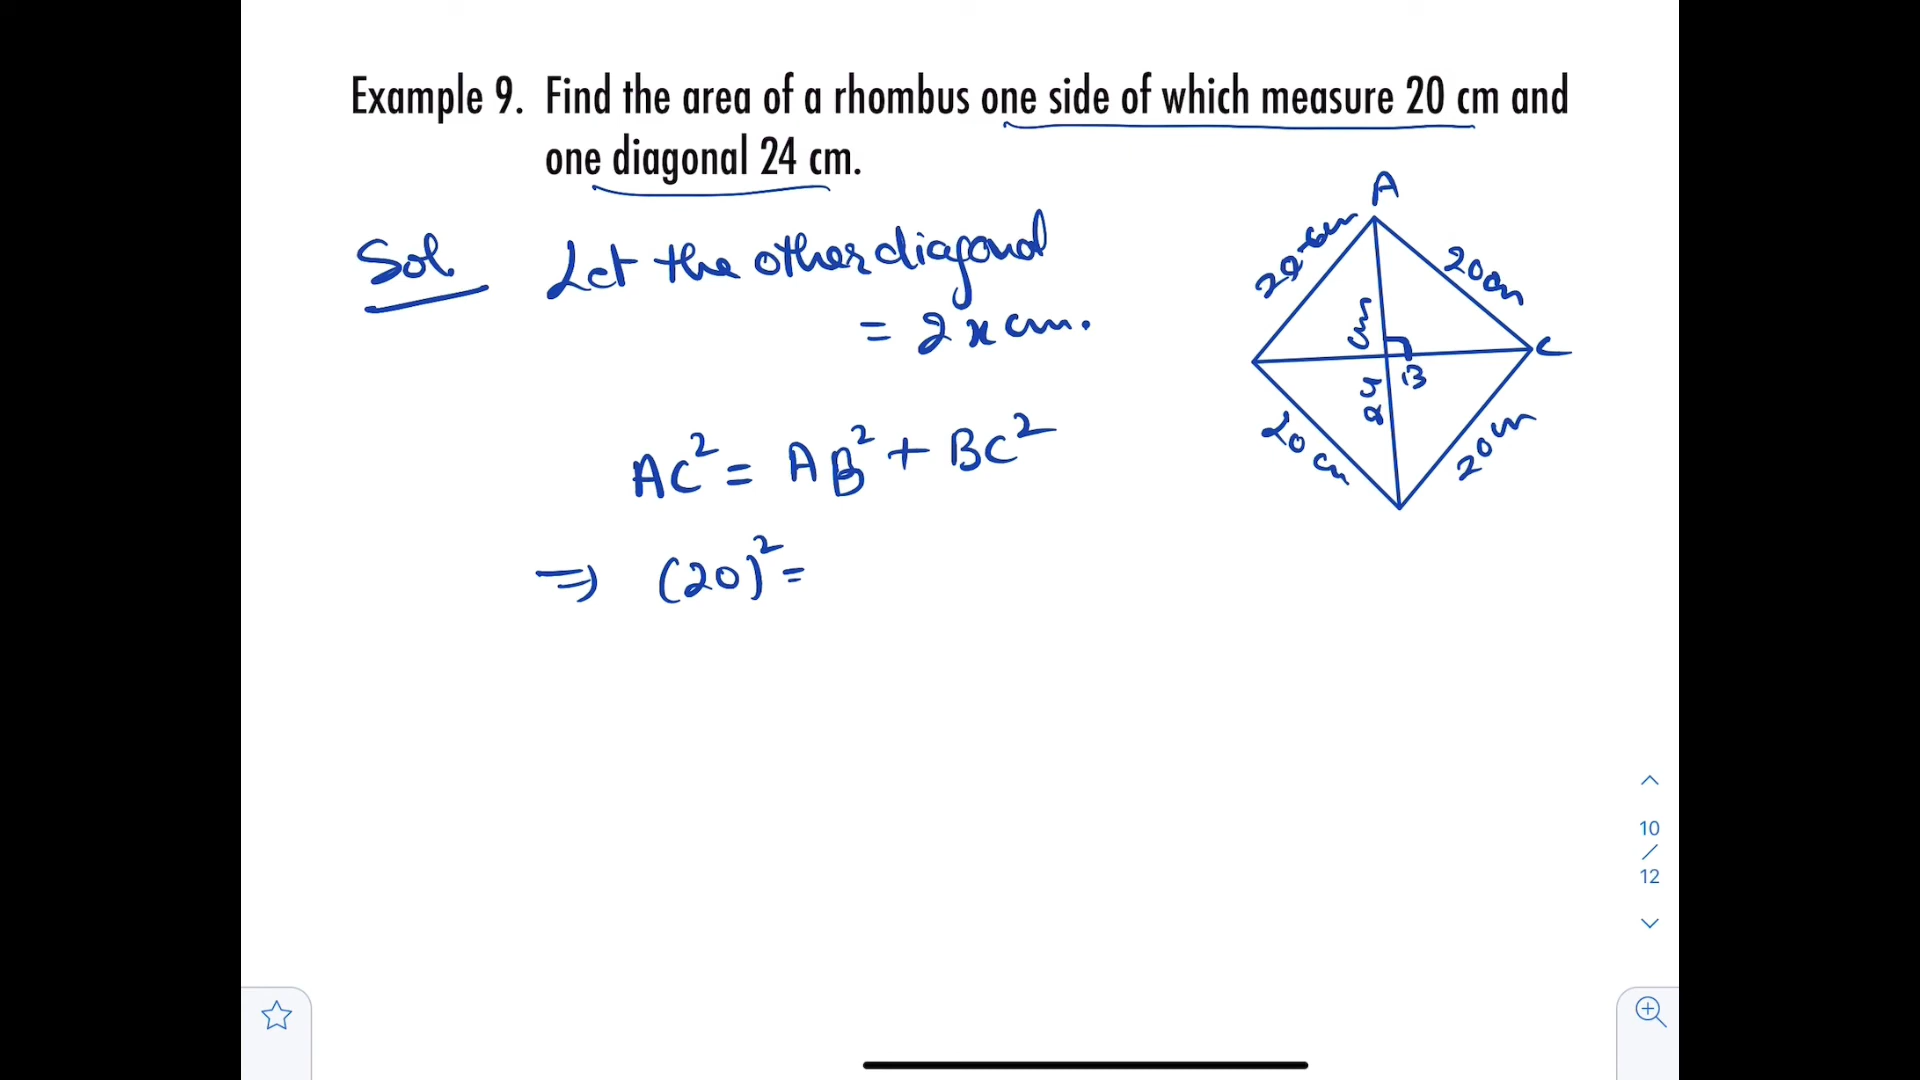 Example 9. Find the area of a rhombus one side of which measure 20 cm and
one diagonal 24 cm.
Sol. Let the other diagonal
= 2x cm.
AC² = AB² + BC²
⇒ (20)² =
A
20 cm
20 cm
24 cm
B
C
20 cm
20 cm
10
/
12